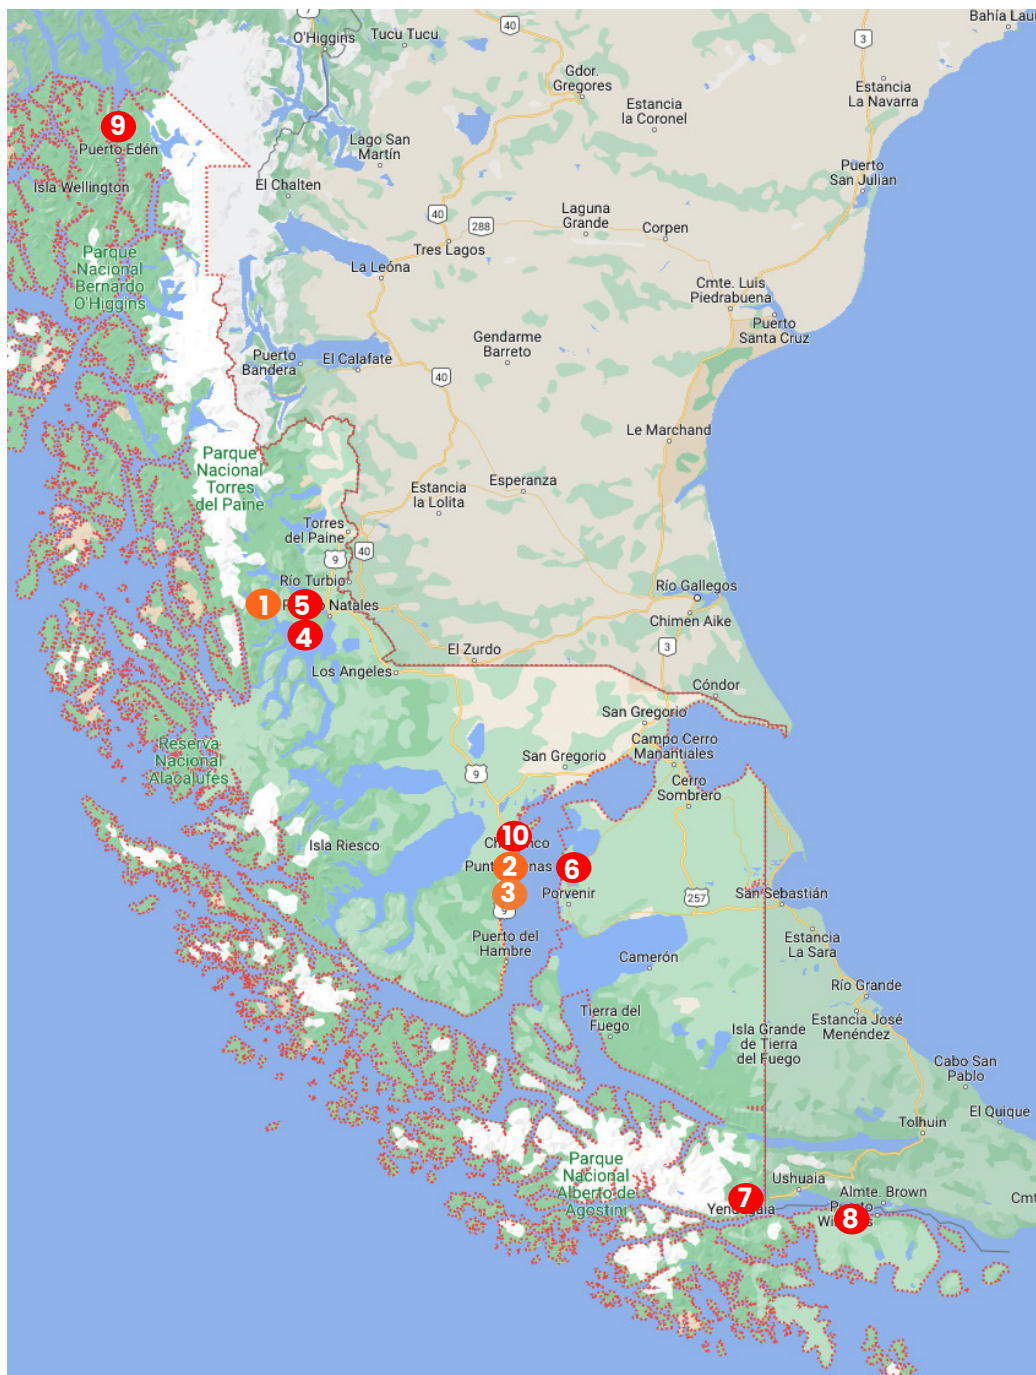 7
40
Bahía Lau
O'Higgins
Tucu Tucu
3
Gdor.
Gregores
Estancia
La Navarra
Estancia
la Coronel
9
Puerto Edén
Lago San
Martín
Puerto
San Julian
Isla Wellington
El Chalten
40
288
Laguna
Grande
Corpen
Tres Lagos
Parque
Nacional
Bernardo
O'Higgins
La Leóna
Cmte. Luis
Piedrabuena
Puerto
Santa Cruz
Gendarme
Barreto
Puerto
Bandera
El Calafate
40
Le Marchand
Parque
Nacional
Torres
del Paine
Estancia
la Lolita
Esperanza
Torres
del Paine
9
40
Río Turbio
Río Gallegos
1
5
Natales
Chimen Aike
4
El Zurdo
3
Los Angeles
Cóndor
San Gregorio
Reserva
Nacional
Alacalufes
San Gregorio
Campo Cerro
Manantiales
9
Cerro
Sombrero
10
Isla Riesco
2
6
3
Porvenir
257
San Sebastián
9
Puerto del
Hambre
Estancia
La Sara
Camerón
Río Grande
Tierra del
Fuego
Isla Grande
de Tierra
del Fuego
Estancia José
Menéndez
Cabo San
Pablo
El Quique
Tolhuin
Parque
Nacional
Alberto de
Agostini
Ushuaia
7
Almte. Brown
Cmt
8